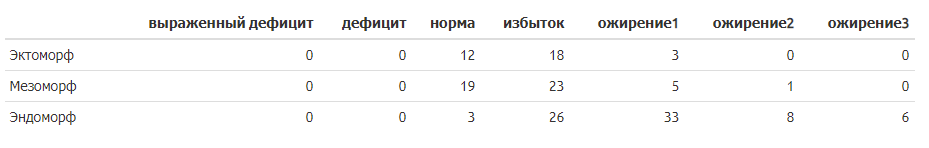 выраженный дефицит дефицит норма избыток ожирение1 ожирение2 ожирение3
Эктоморф 0 0 12 18 3 0 0
Мезоморф 0 0 19 23 5 1 0
Эндоморф 0 0 3 26 33 8 6